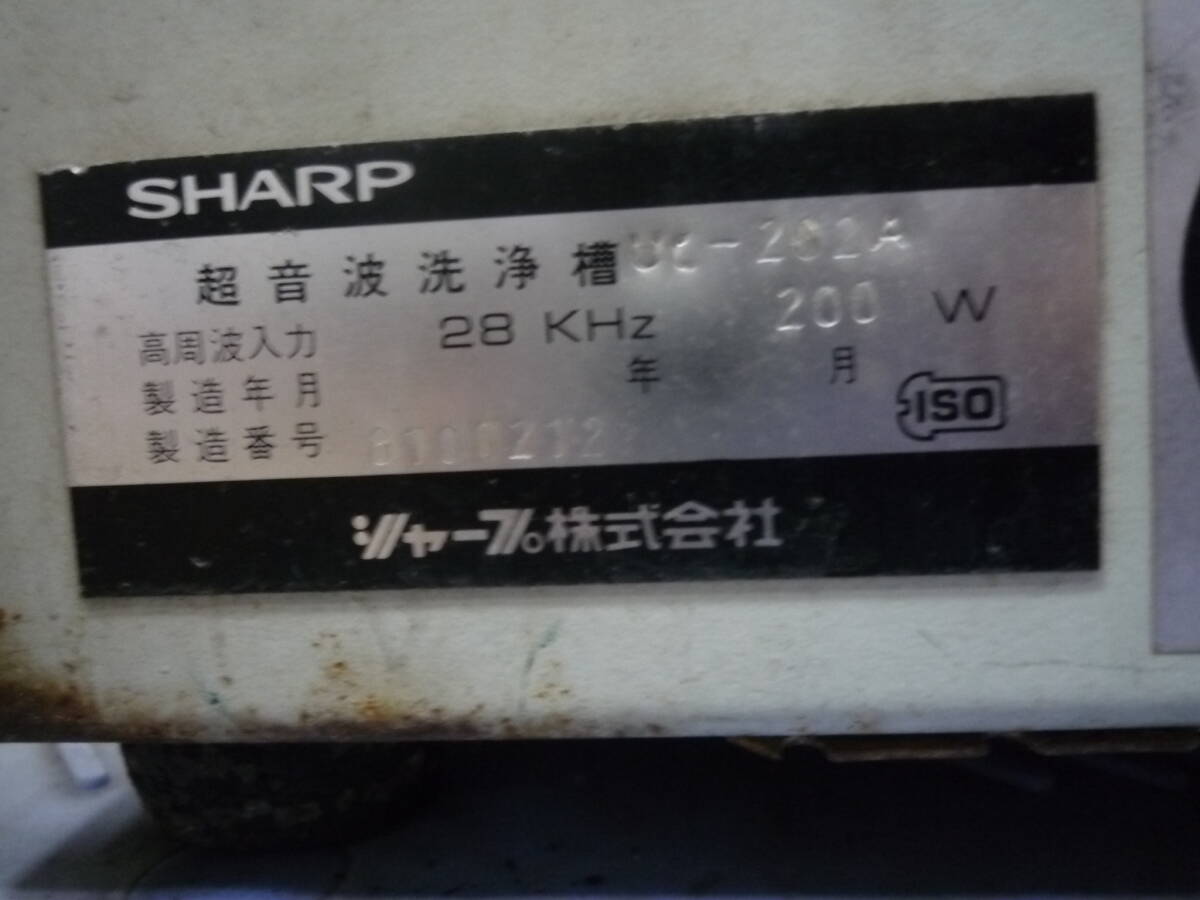 SHARP
超音波洗浄槽
高周波入力 28 KHz 200 W
製造年月 年 月
製造番号
ISO
シャープ株式会社